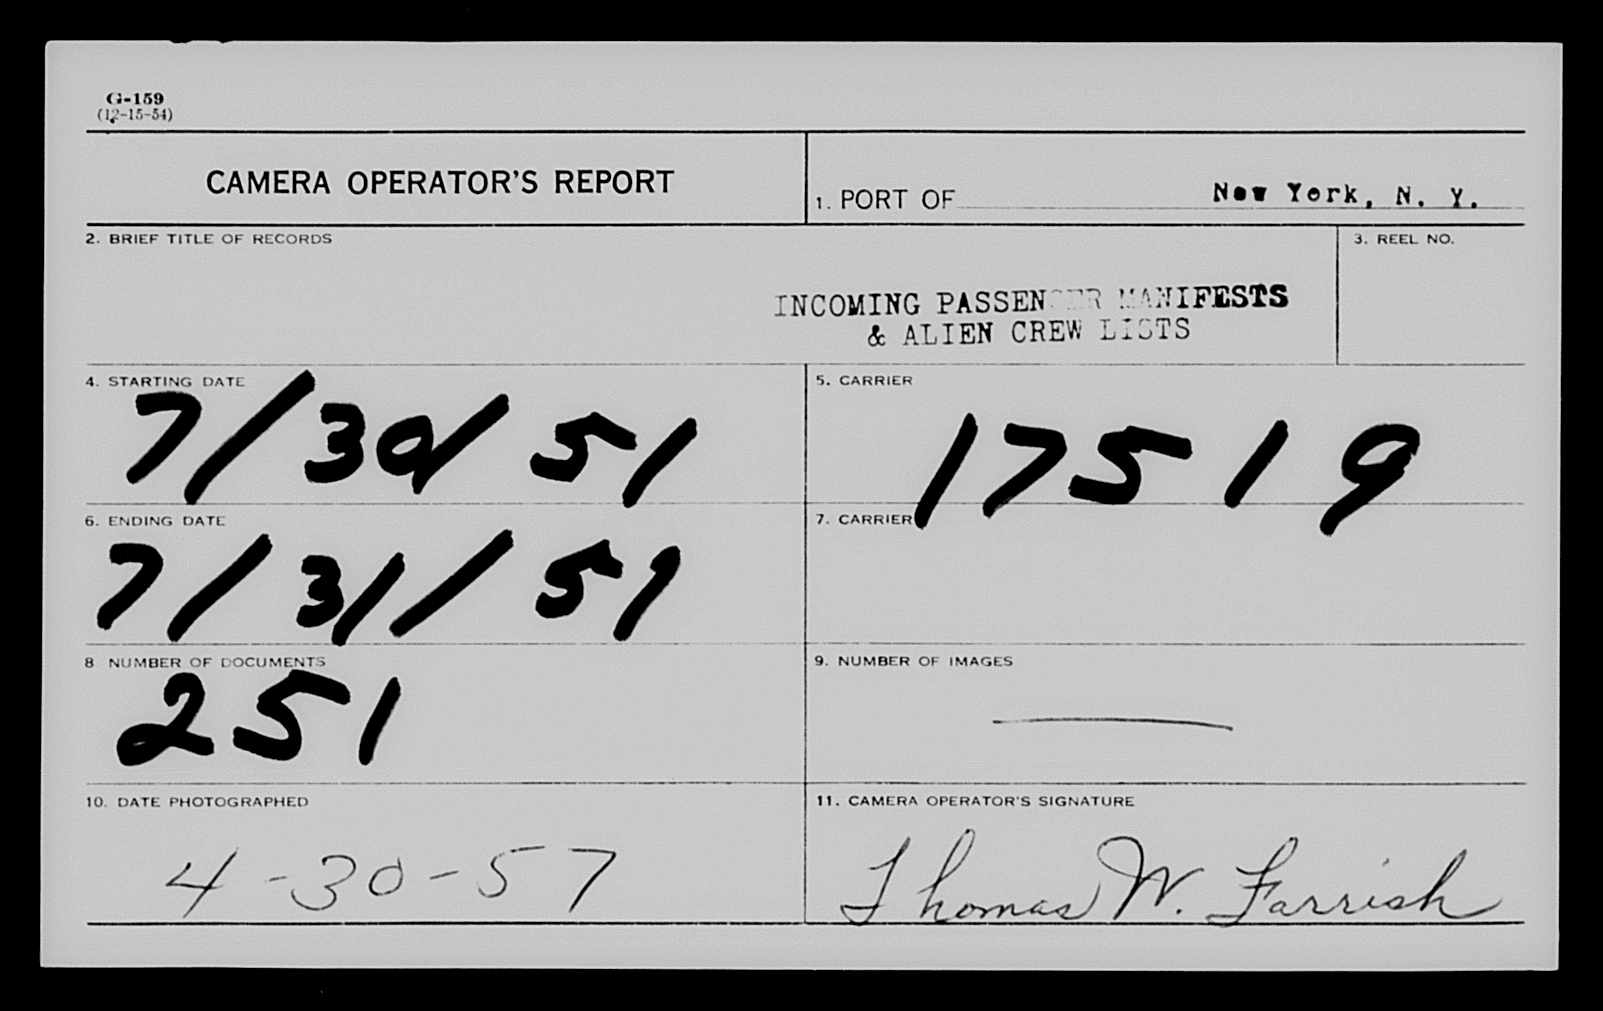 G-159
(12-15-54)
CAMERA OPERATOR'S REPORT
1. PORT OF New York, N. Y.
2. BRIEF TITLE OF RECORDS
3. REEL NO.
INCOMING PASSENGER MANIFESTS
& ALIEN CREW LISTS
4. STARTING DATE
7/30/51
5. CARRIER
17519
6. ENDING DATE
7/31/51
7. CARRIER
8 NUMBER OF DOCUMENTS
251
9. NUMBER OF IMAGES
10. DATE PHOTOGRAPHED
4-30-57
11. CAMERA OPERATOR'S SIGNATURE
Thomas W. Farrish